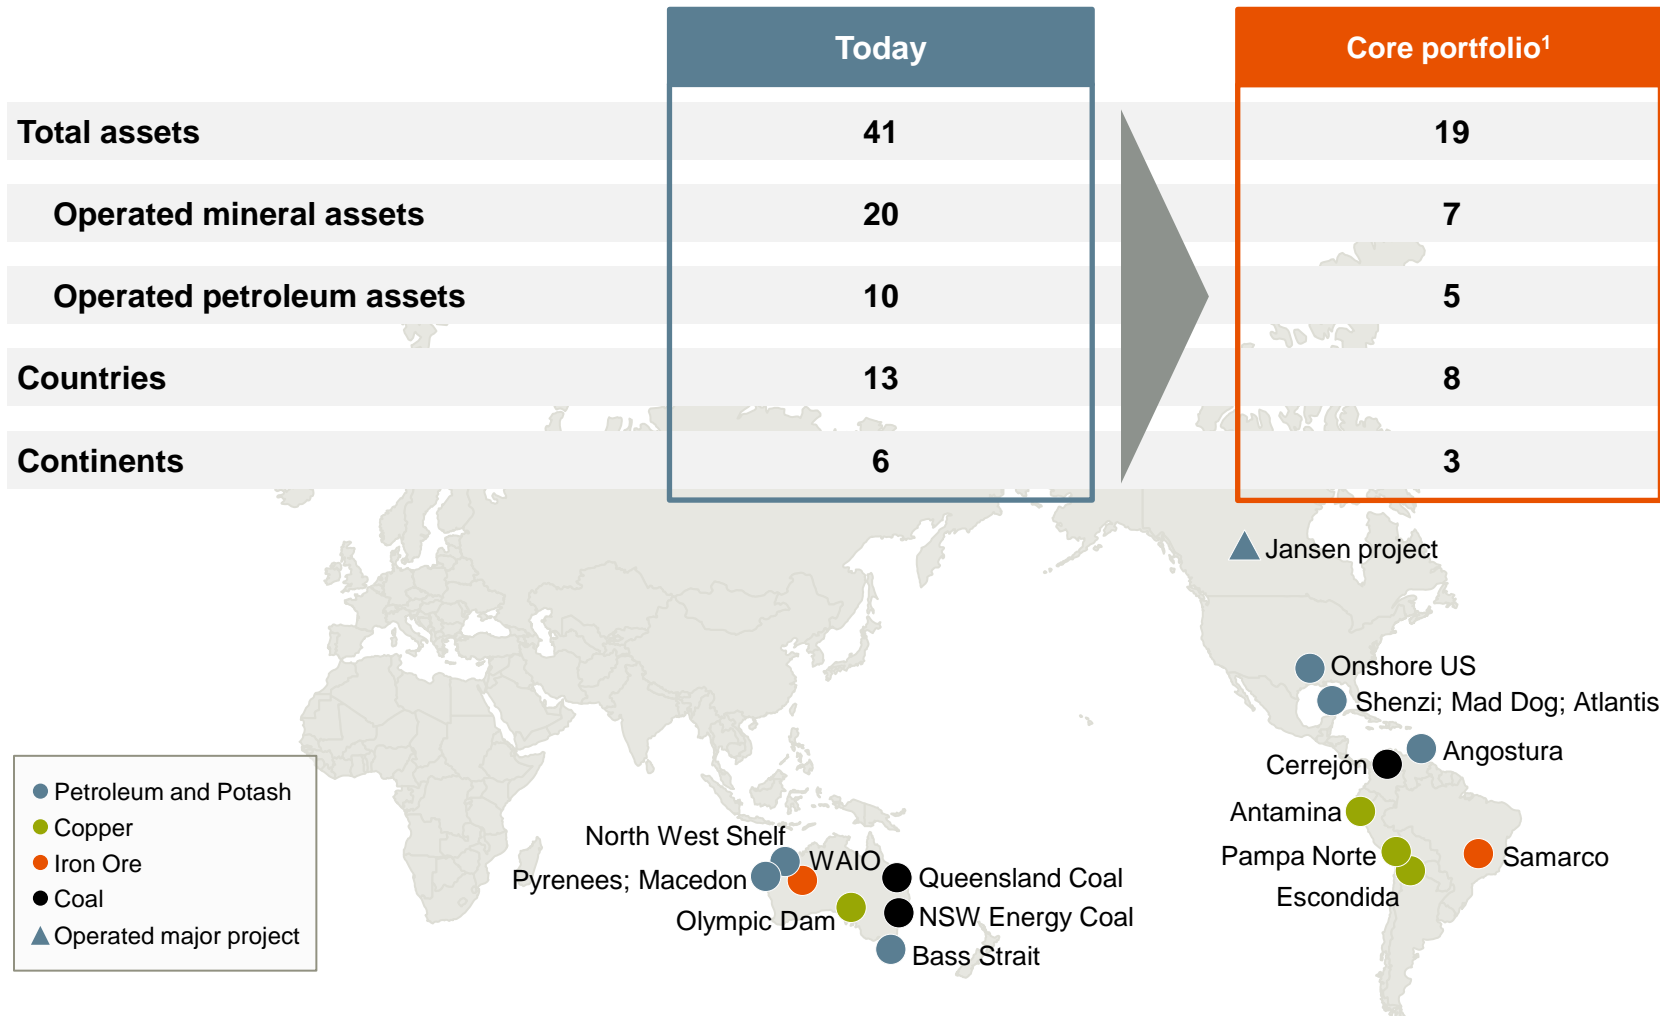 Today
Core portfolio¹
Total assets 41 19
Operated mineral assets 20 7
Operated petroleum assets 10 5
Countries 13 8
Continents 6 3
Jansen project
Onshore US
Shenzi; Mad Dog; Atlantis
Angostura
Cerrejón
Antamina
Pampa Norte
Samarco
Escondida
North West Shelf
WAIO
Pyrenees; Macedon
Queensland Coal
Olympic Dam
NSW Energy Coal
Bass Strait
Petroleum and Potash
Copper
Iron Ore
Coal
Operated major project